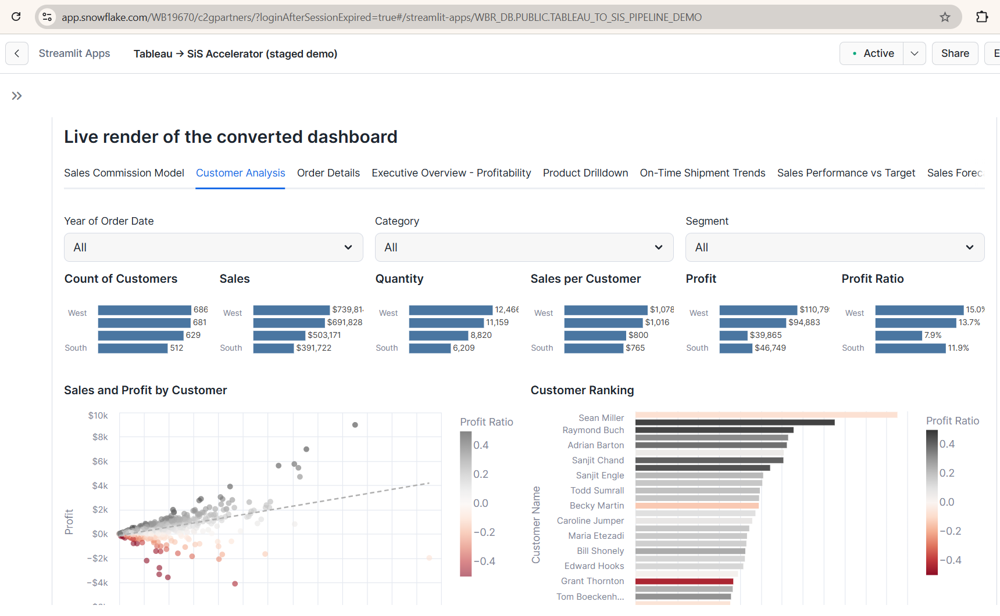 app.snowflake.com/WB19670/c2gpartners/?loginAfterSessionExpired=true#/streamlit-apps/WBR_DB.PUBLIC.TABLEAU_TO_SIS_PIPELINE_DEMO
Streamlit Apps Tableau → SiS Accelerator (staged demo) Active Share E
Live render of the converted dashboard
Sales Commission Model Customer Analysis Order Details Executive Overview - Profitability Product Drilldown On-Time Shipment Trends Sales Performance vs Target Sales Forec
Year of Order Date Category Segment
All All All
Count of Customers Sales Quantity Sales per Customer Profit Profit Ratio
West 686 West $739,81 West 12,466 West $1,078 West $110,79 West 15.0%
681 $691,828 11,159 $1,016 $94,883 13.7%
629 $503,171 8,820 $800 $39,865 7.9%
South 512 South $391,722 South 6,209 South $765 South $46,749 South 11.9%
Sales and Profit by Customer
$10k
$8k
$6k
$4k
$2k
$0k
−$2k
−$4k
Profit
Profit Ratio
0.4
0.2
0.0
−0.2
−0.4
Customer Ranking
Customer Name
Sean Miller
Raymond Buch
Adrian Barton
Sanjit Chand
Sanjit Engle
Todd Sumrall
Becky Martin
Caroline Jumper
Maria Etezadi
Bill Shonely
Edward Hooks
Grant Thornton
Tom Boeckenh...
Profit Ratio
0.4
0.2
0.0
−0.2
−0.4